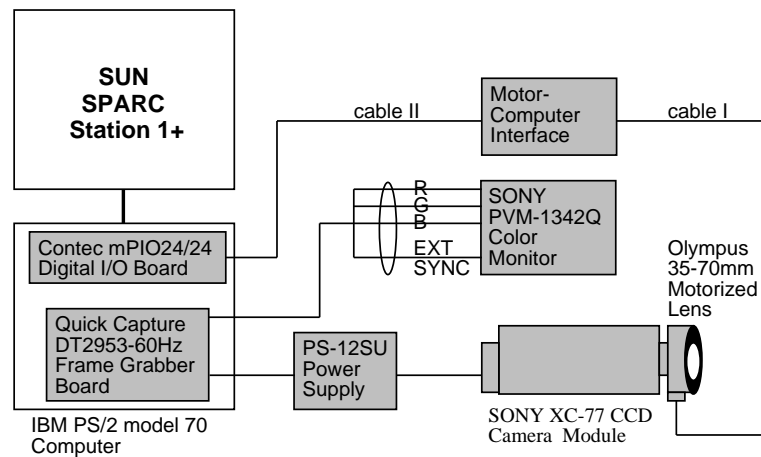 SUN
SPARC
Station 1+
cable II
Motor-
Computer
Interface
cable I
R
G
B
EXT
SYNC
SONY
PVM-1342Q
Color
Monitor
Contec mPIO24/24
Digital I/O Board
Olympus
35-70mm
Motorized
Lens
Quick Capture
DT2953-60Hz
Frame Grabber
Board
PS-12SU
Power
Supply
IBM PS/2 model 70
Computer
SONY XC-77 CCD
Camera Module